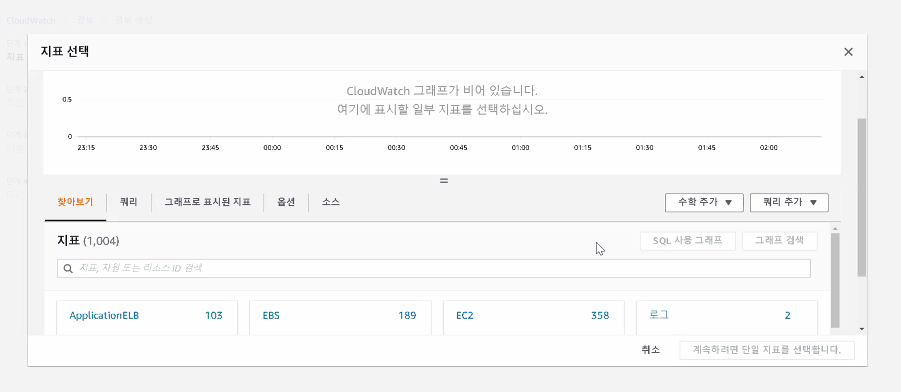 CloudWatch
지표 선택
CloudWatch 그래프가 비어 있습니다.
여기에 표시할 일부 지표를 선택하십시오.
0.5
0
23:15 23:30 23:45 00:00 00:15 00:30 00:45 01:00 01:15 01:30 01:45 02:00
찾아보기 쿼리 그래프로 표시된 지표 옵션 소스 수학 추가 쿼리 추가
지표 (1,004) SQL 사용 그래프 그래프 검색
지표, 차원 또는 리소스 ID 검색
ApplicationELB 103 EBS 189 EC2 358 로그 2
취소 계속하려면 단일 지표를 선택합니다.